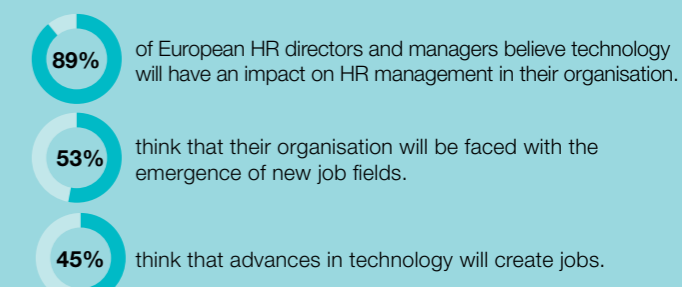 89%
of European HR directors and managers believe technology
will have an impact on HR management in their organisation.
53%
think that their organisation will be faced with the
emergence of new job fields.
45%
think that advances in technology will create jobs.